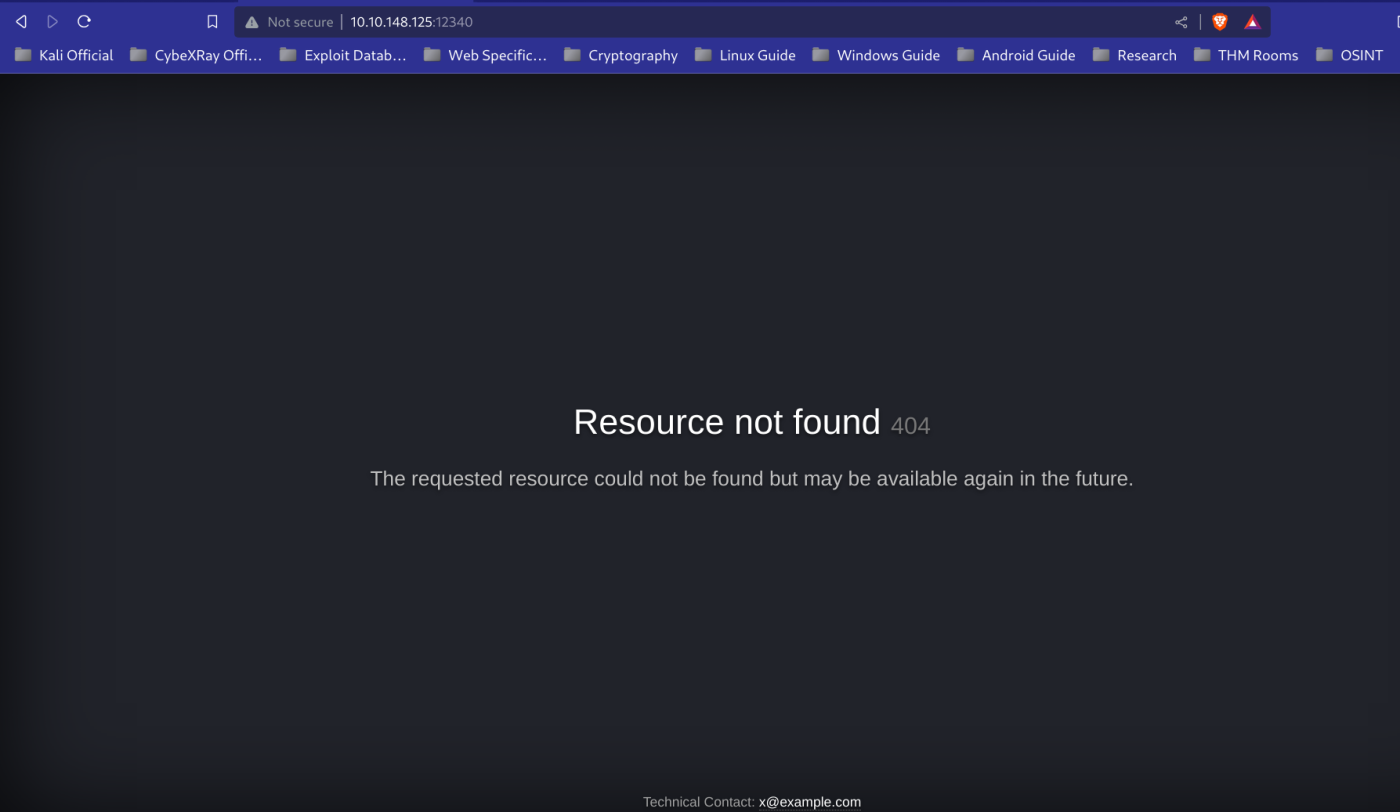 Not secure | 10.10.148.125:12340
Kali Official CybeXRay Offi... Exploit Datab... Web Specific... Cryptography Linux Guide Windows Guide Android Guide Research THM Rooms OSINT
Resource not found 404
The requested resource could not be found but may be available again in the future.
Technical Contact: x@example.com